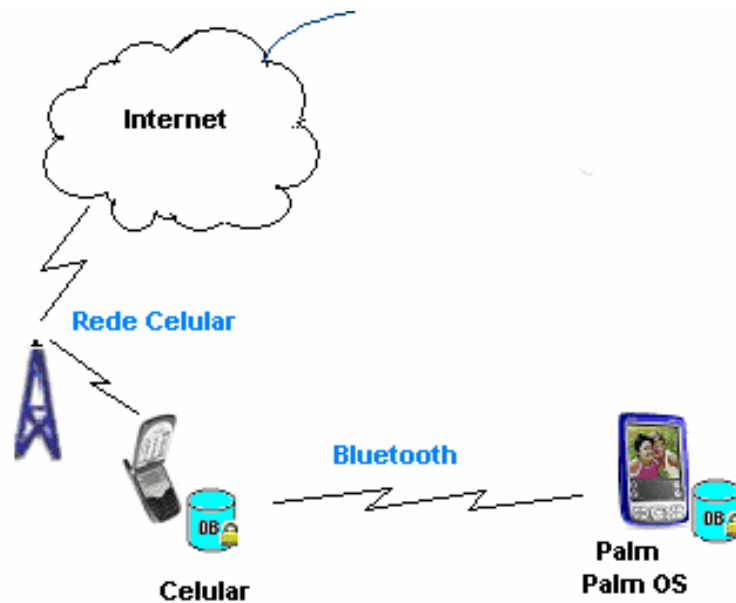 Internet
Rede Celular
Bluetooth
DB
DB
Celular
Palm
Palm OS